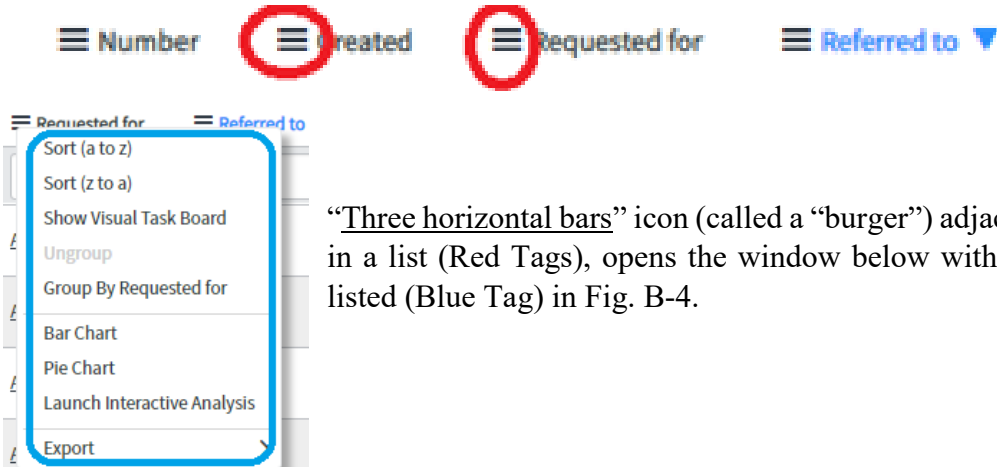 Number Created Requested for Referred to
Requested for Referred to
Sort (a to z)
Sort (z to a)
Show Visual Task Board
Ungroup
Group By Requested for
Bar Chart
Pie Chart
Launch Interactive Analysis
Export
“Three horizontal bars” icon (called a “burger”)
in a list (Red Tags), opens the window below with
listed (Blue Tag) in Fig. B-4.